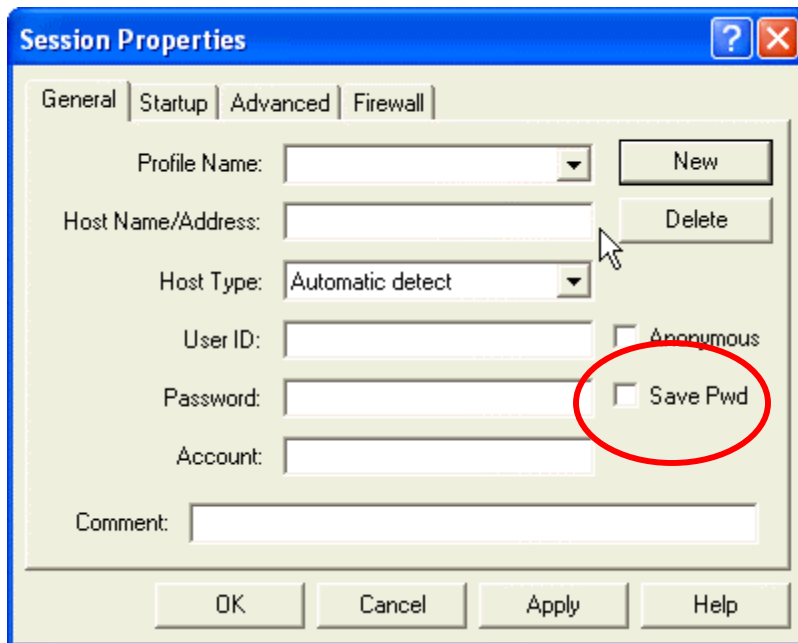 Session Properties
General Startup Advanced Firewall
Profile Name: New
Host Name/Address: Delete
Host Type: Automatic detect
User ID: Anonymous
Password: Save Pwd
Account:
Comment:
OK Cancel Apply Help